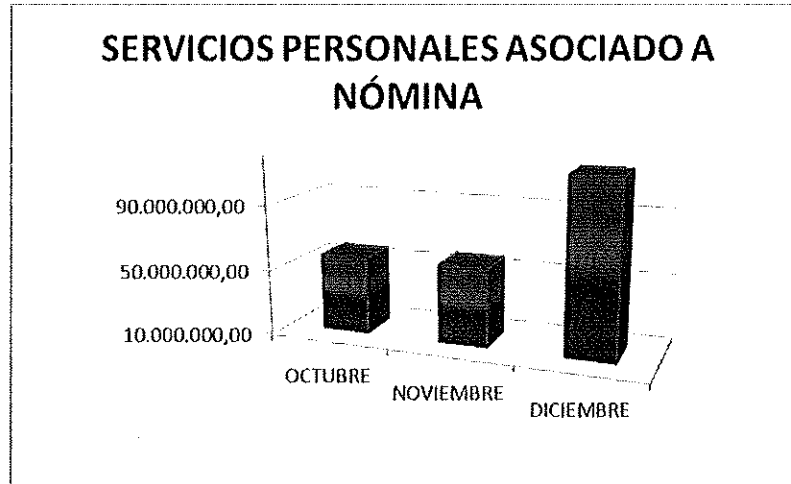 SERVICIOS PERSONALES ASOCIADO A
NÓMINA
90.000.000,00
50.000.000,00
10.000.000,00
OCTUBRE
NOVIEMBRE
DICIEMBRE